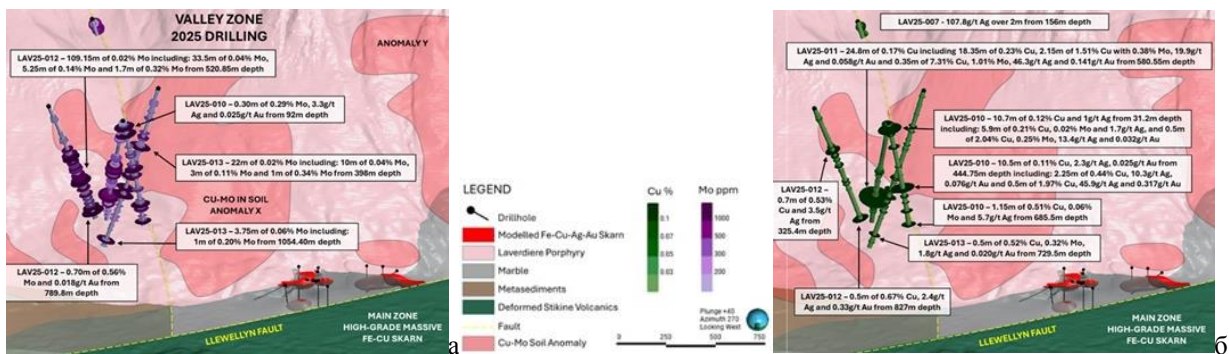 VALLEY ZONE
2025 DRILLING
ANOMALY Y
LAV25-012 – 109.15m of 0.02% Mo including: 33.5m of 0.04% Mo,
5.25m of 0.14% Mo and 1.7m of 0.32% Mo from 520.85m depth
LAV25-010 – 0.30m of 0.29% Mo, 3.3g/t
Ag and 0.025g/t Au from 92m depth
LAV25-013 – 22m of 0.02% Mo including: 10m of 0.04% Mo,
3m of 0.11% Mo and 1m of 0.34% Mo from 398m depth
CU-MO IN SOIL
ANOMALY X
LAV25-013 – 3.75m of 0.06% Mo including:
1m of 0.20% Mo from 1054.40m depth
LAV25-012 – 0.70m of 0.56%
Mo and 0.018g/t Au from
789.8m depth
LLEWELLYN FAULT
MAIN ZONE
HIGH-GRADE MASSIVE
FE-CU SKARN
а
LEGEND
Drillhole
Modelled Fe-Cu-Ag-Au Skarn
Laverdiere Porphyry
Marble
Metasediments
Deformed Stikine Volcanics
Fault
Cu-Mo Soil Anomaly
Cu %
0.1
0.07
0.05
0.03
Mo ppm
1000
500
300
200
Plunge +40
Azimuth 270
Looking West
0 250 500 750
LAV25-007 - 107.8g/t Ag over 2m from 156m depth
LAV25-011 – 24.8m of 0.17% Cu including 18.35m of 0.23% Cu, 2.15m of 1.51% Cu with 0.38% Mo, 19.9g/t
Ag and 0.058g/t Au and 0.35m of 7.31% Cu, 1.01% Mo, 46.3g/t Ag and 0.141g/t Au from 580.55m depth
LAV25-010 – 10.7m of 0.12% Cu and 1g/t Ag from 31.2m depth
including: 5.9m of 0.21% Cu, 0.02% Mo and 1.7g/t Ag, and 0.5m
of 2.04% Cu, 0.25% Mo, 13.4g/t Ag and 0.032g/t Au
LAV25-010 – 10.5m of 0.11% Cu, 2.3g/t Ag, 0.025g/t Au from
444.75m depth including: 2.25m of 0.44% Cu, 10.3g/t Ag,
0.076g/t Au and 0.5m of 1.97% Cu, 45.9g/t Ag and 0.317g/t Au
LAV25-012 –
0.7m of 0.53%
Cu and 3.5g/t
Ag from
325.4m depth
LAV25-010 – 1.15m of 0.51% Cu, 0.06%
Mo and 5.7g/t Ag from 685.5m depth
LAV25-013 – 0.5m of 0.52% Cu, 0.32% Mo,
1.8g/t Ag and 0.020g/t Au from 729.5m depth
LAV25-012 – 0.5m of 0.67% Cu, 2.4g/t
Ag and 0.33g/t Au from 827m depth
LLEWELLYN FAULT
MAIN ZONE
HIGH-GRADE MASSIVE
FE-CU SKARN
б